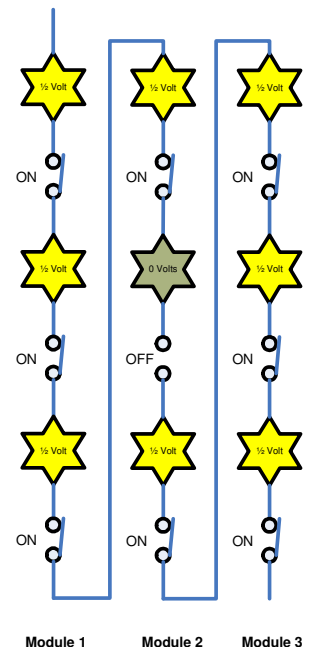 ½ Volt
½ Volt
½ Volt
ON
ON
ON
½ Volt
0 Volts
½ Volt
ON
OFF
ON
½ Volt
½ Volt
½ Volt
ON
ON
ON
Module 1
Module 2
Module 3